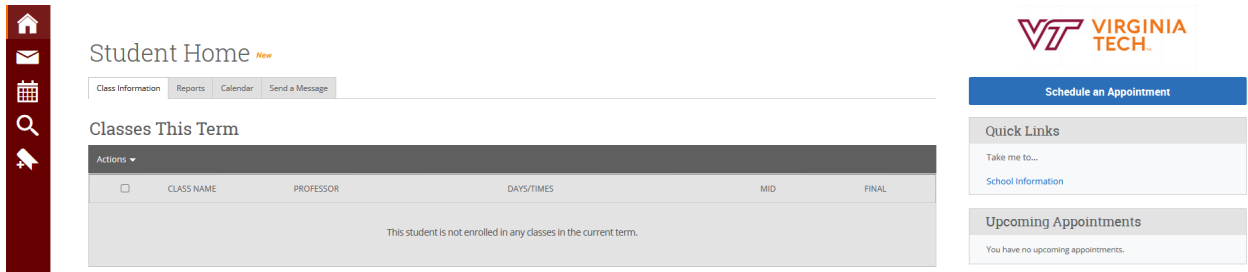 Student Home New
Class Information Reports Calendar Send a Message
Classes This Term
Actions
CLASS NAME PROFESSOR DAYS/TIMES MID FINAL
This student is not enrolled in any classes in the current term.
VT VIRGINIA
TECH™
Schedule an Appointment
Quick Links
Take me to...
School Information
Upcoming Appointments
You have no upcoming appointments.